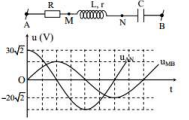 R L, r C
A M N B
u (V)
30√2
u_AN
u_MB
O
t
-20√2